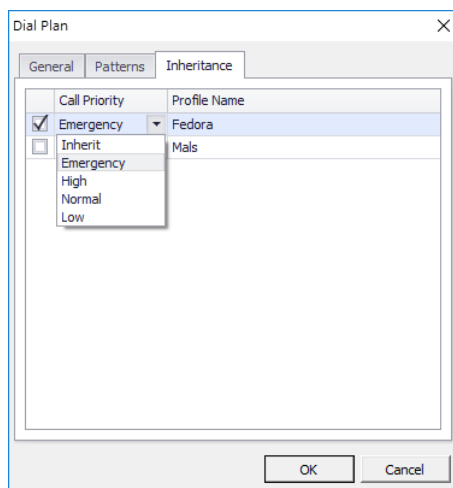 Dial Plan
General Patterns Inheritance
Call Priority Profile Name
Emergency Fedora
Inherit Mals
Emergency
High
Normal
Low
OK Cancel